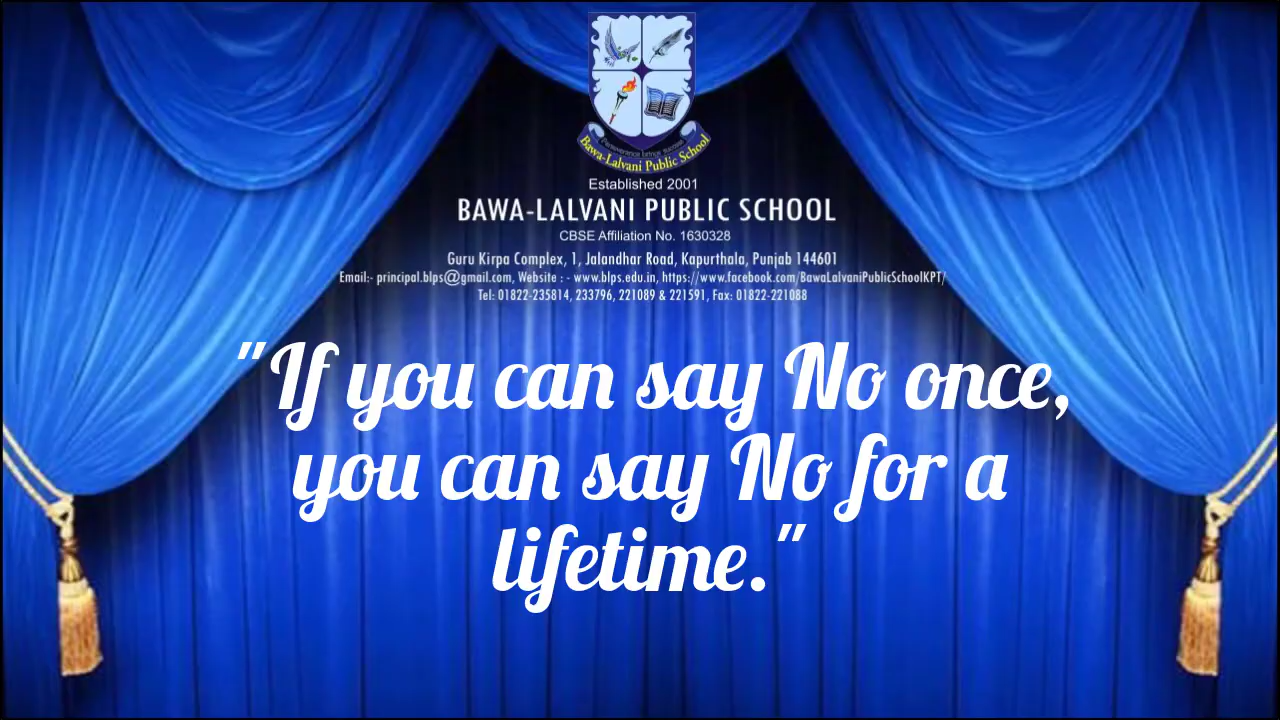 Perseverance brings success
Bawa-Lalvani Public School
Established 2001
BAWA-LALVANI PUBLIC SCHOOL
CBSE Affiliation No. 1630328
Guru Kirpa Complex, 1, Jalandhar Road, Kapurthala, Punjab 144601
Email:- principal.blps@gmail.com, Website : - www.blps.edu.in, https://www.facebook.com/BawaLalvaniPublicSchoolKPT/
Tel: 01822-235814, 233796, 221089 & 221591, Fax: 01822-221088
"If you can say No once,
you can say No for a
lifetime."